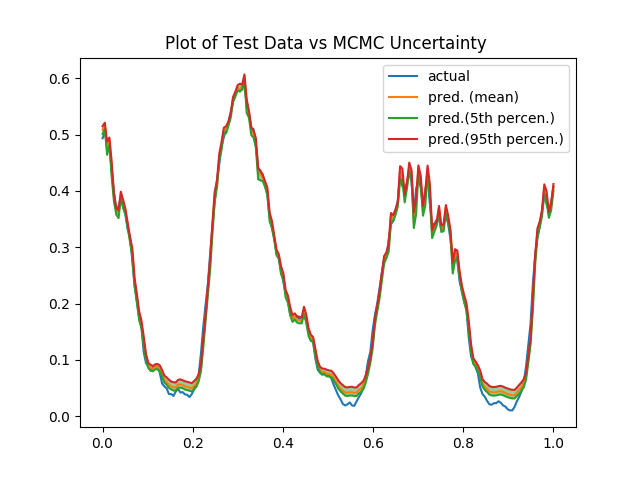 Plot of Test Data vs MCMC Uncertainty
actual
pred. (mean)
pred.(5th percen.)
pred.(95th percen.)
0.6
0.5
0.4
0.3
0.2
0.1
0.0
0.0 0.2 0.4 0.6 0.8 1.0